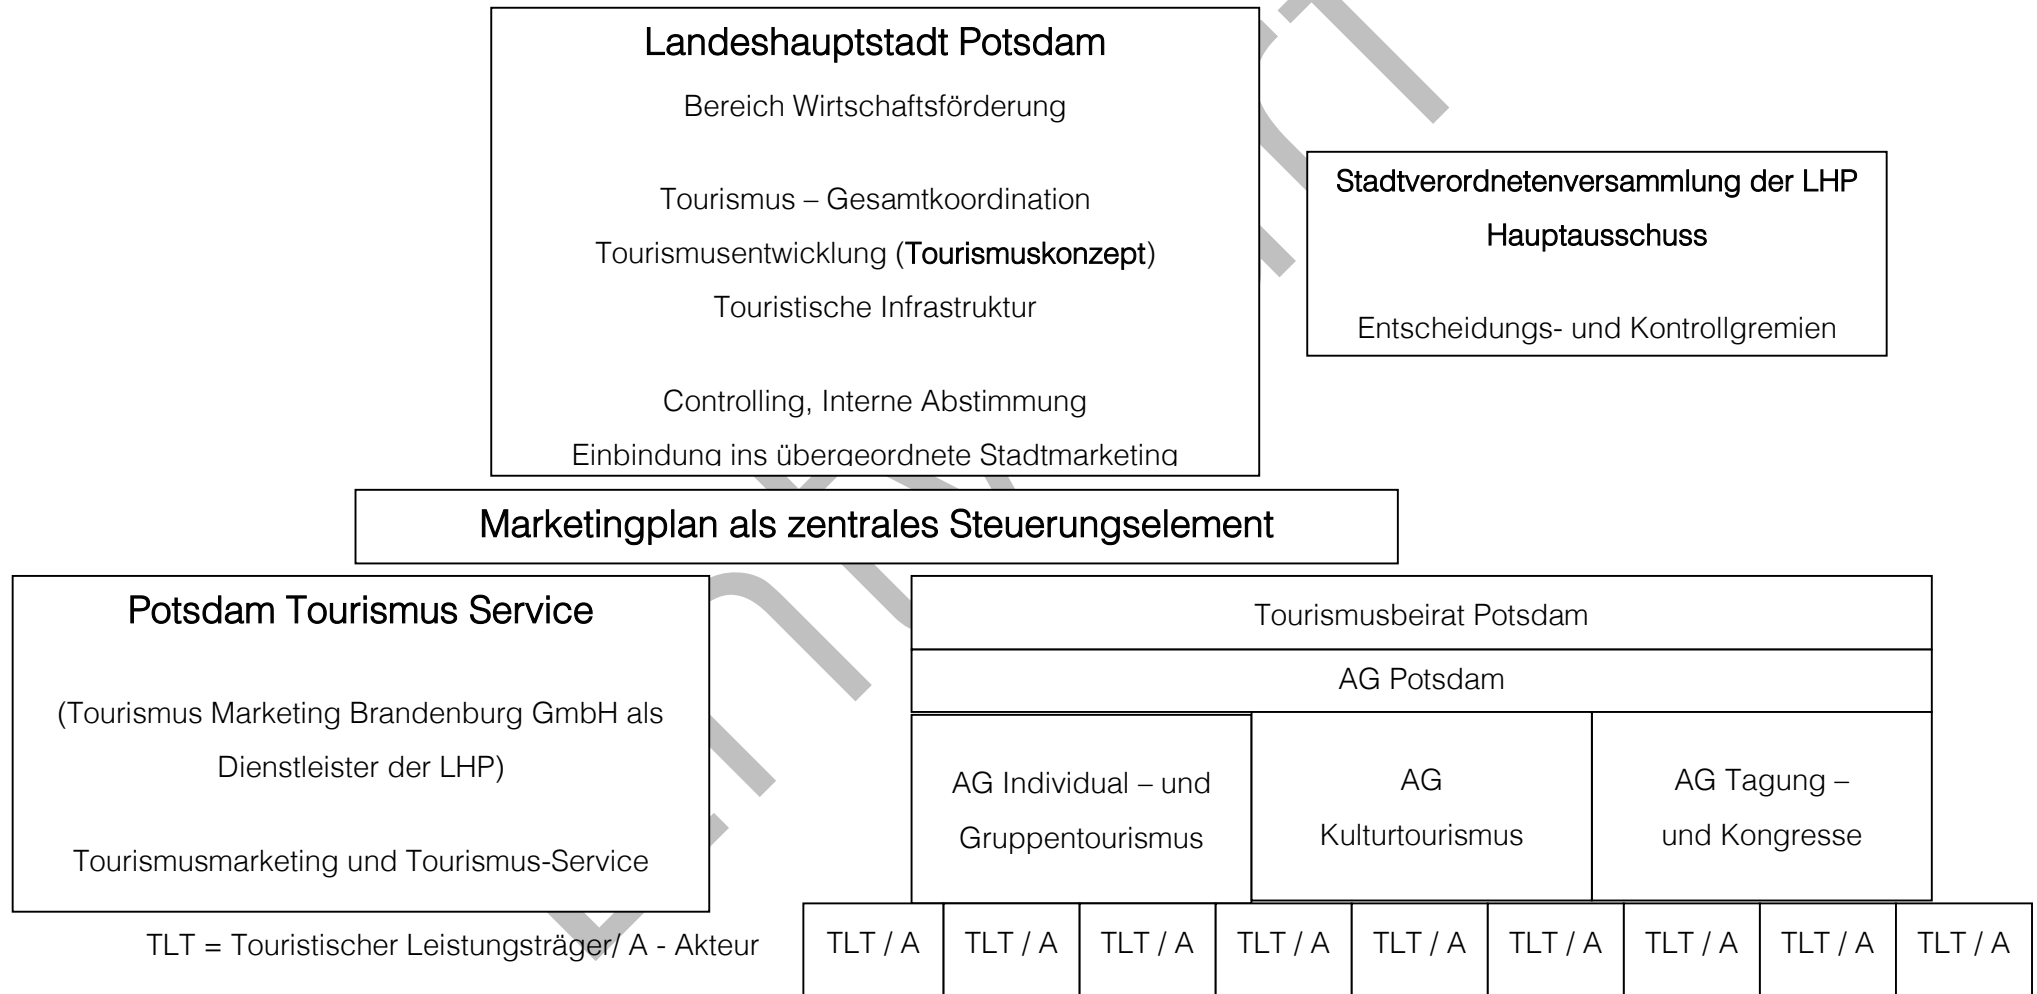 Landeshauptstadt Potsdam
Bereich Wirtschaftsförderung
Tourismus – Gesamtkoordination
Tourismusentwicklung (Tourismuskonzept)
Touristische Infrastruktur
Controlling, Interne Abstimmung
Einbindung ins übergeordnete Stadtmarketing
Stadtverordnetenversammlung der LHP
Hauptausschuss
Entscheidungs- und Kontrollgremien
Marketingplan als zentrales Steuerungselement
Potsdam Tourismus Service
(Tourismus Marketing Brandenburg GmbH als
Dienstleister der LHP)
Tourismusmarketing und Tourismus-Service
Tourismusbeirat Potsdam
AG Potsdam
AG Individual – und
Gruppentourismus
AG
Kulturtourismus
AG Tagung –
und Kongresse
TLT = Touristischer Leistungsträger/ A - Akteur
TLT / A
TLT / A
TLT / A
TLT / A
TLT / A
TLT / A
TLT / A
TLT / A
TLT / A